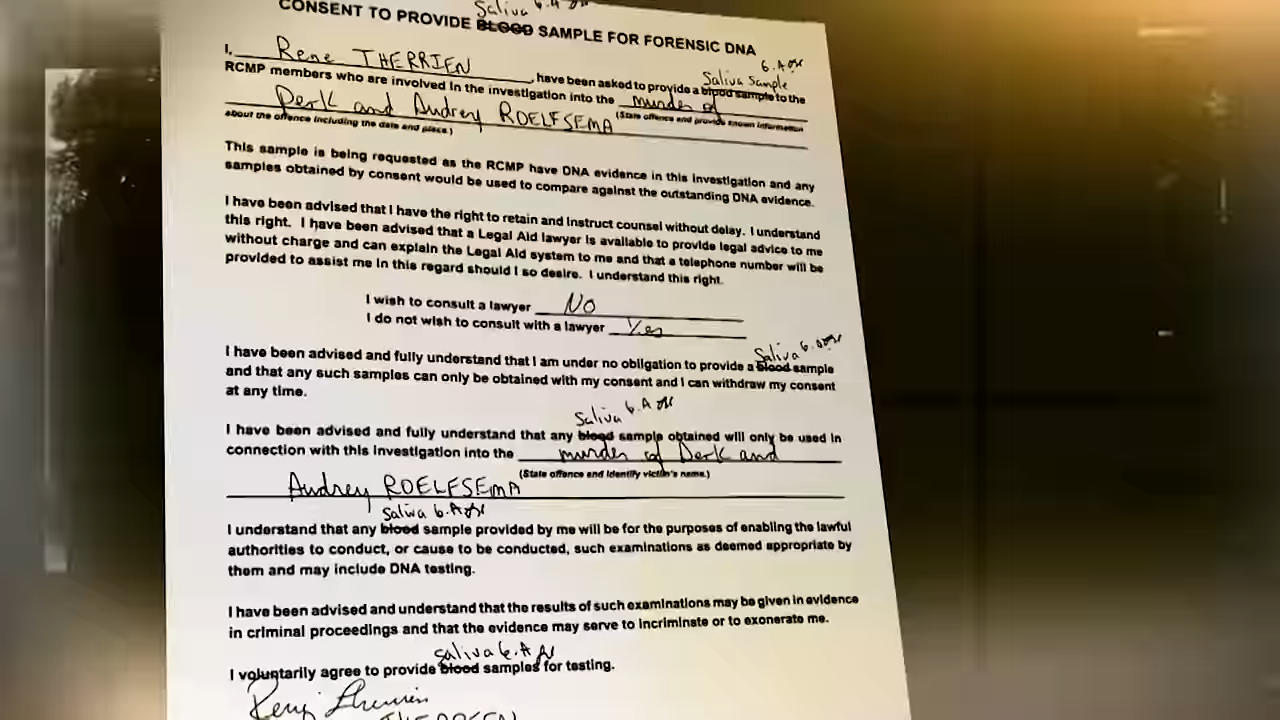 Saliva
CONSENT TO PROVIDE BLOOD SAMPLE FOR FORENSIC DNA
I, Rene THERRIEN, have been asked to provide a blood sample to the
Saliva Sample
RCMP members who are involved in the investigation into the murder of
(State offence and provide known information
Derk and Audrey ROELFSEMA
about the offence including the date and place.)
This sample is being requested as the RCMP have DNA evidence in this investigation and any
samples obtained by consent would be used to compare against the outstanding DNA evidence.
I have been advised that I have the right to retain and instruct counsel without delay. I understand
this right. I have been advised that a Legal Aid lawyer is available to provide legal advice to me
without charge and can explain the Legal Aid system to me and that a telephone number will be
provided to assist me in this regard should I so desire. I understand this right.
I wish to consult a lawyer No
I do not wish to consult with a lawyer Yes
Saliva
I have been advised and fully understand that I am under no obligation to provide a blood sample
and that any such samples can only be obtained with my consent and I can withdraw my consent
at any time.
Saliva
I have been advised and fully understand that any blood sample obtained will only be used in
connection with this investigation into the murder of Derk and
(State offence and identify victim's name.)
Audrey ROELFSEMA
Saliva
I understand that any blood sample provided by me will be for the purposes of enabling the lawful
authorities to conduct, or cause to be conducted, such examinations as deemed appropriate by
them and may include DNA testing.
I have been advised and understand that the results of such examinations may be given in evidence
in criminal proceedings and that the evidence may serve to incriminate or to exonerate me.
Saliva
I voluntarily agree to provide blood samples for testing.